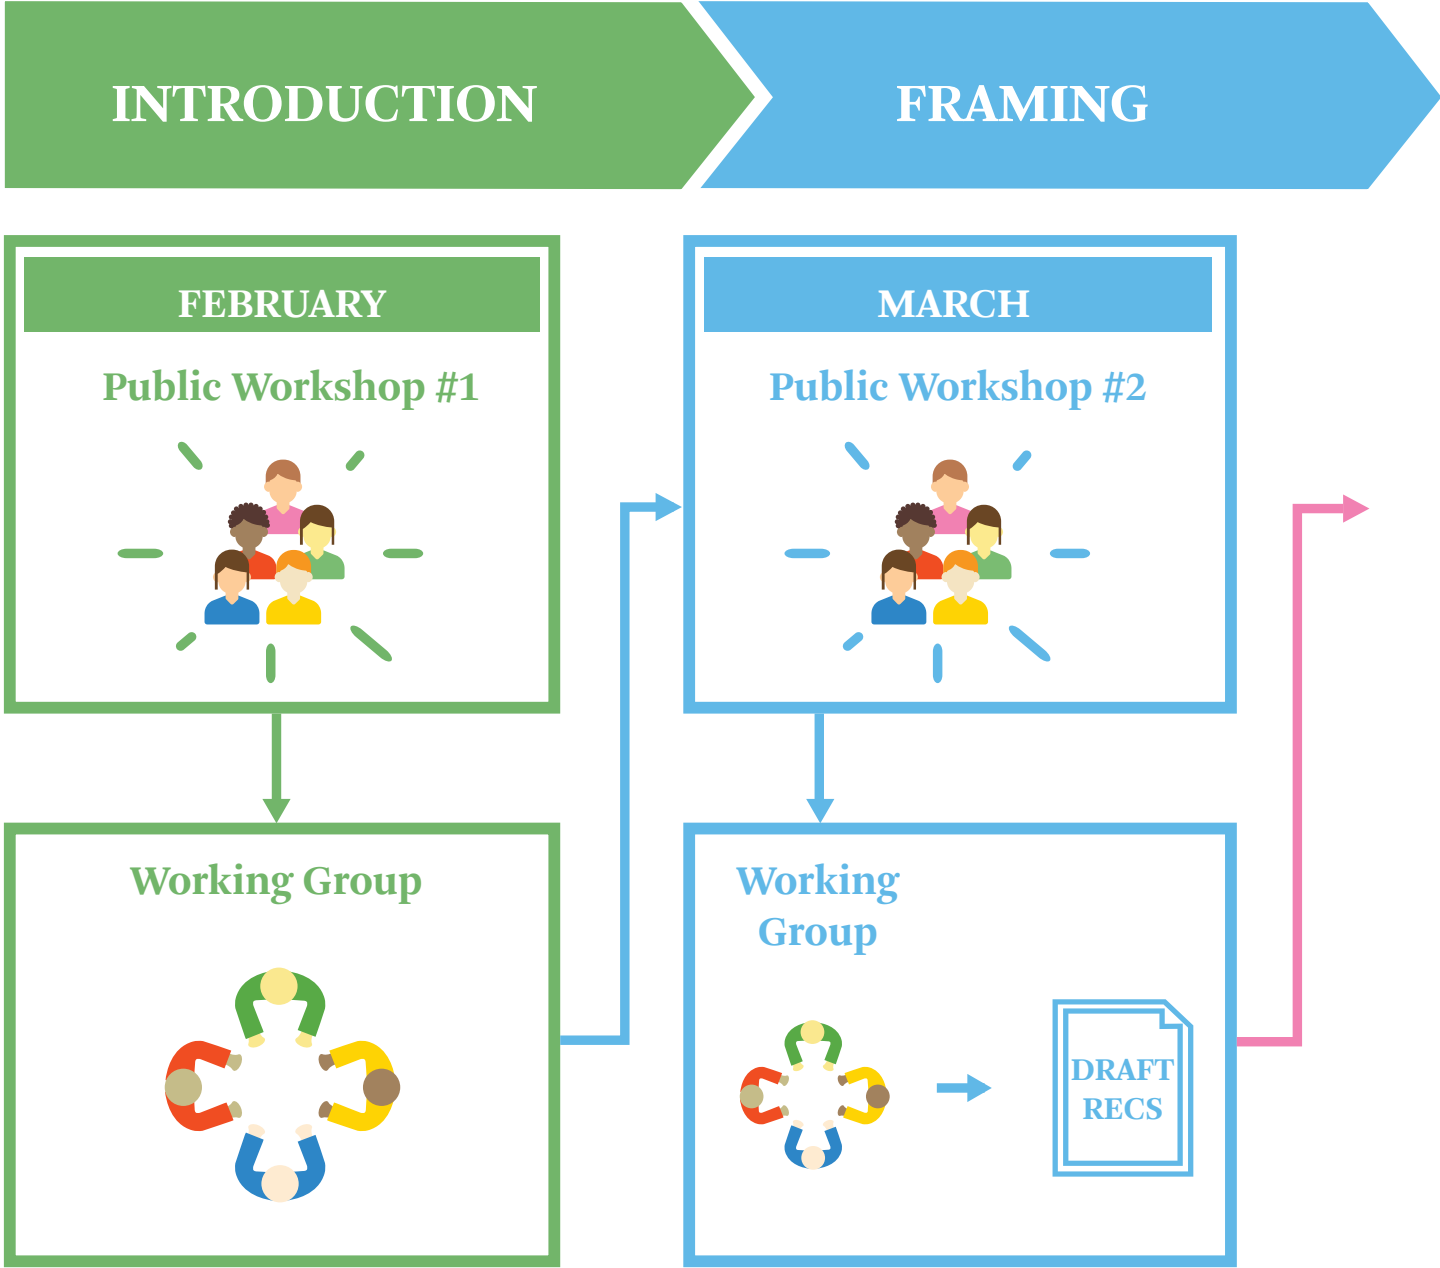 INTRODUCTION
FRAMING
FEBRUARY
Public Workshop #1
MARCH
Public Workshop #2
Working Group
Working
Group
DRAFT
RECS